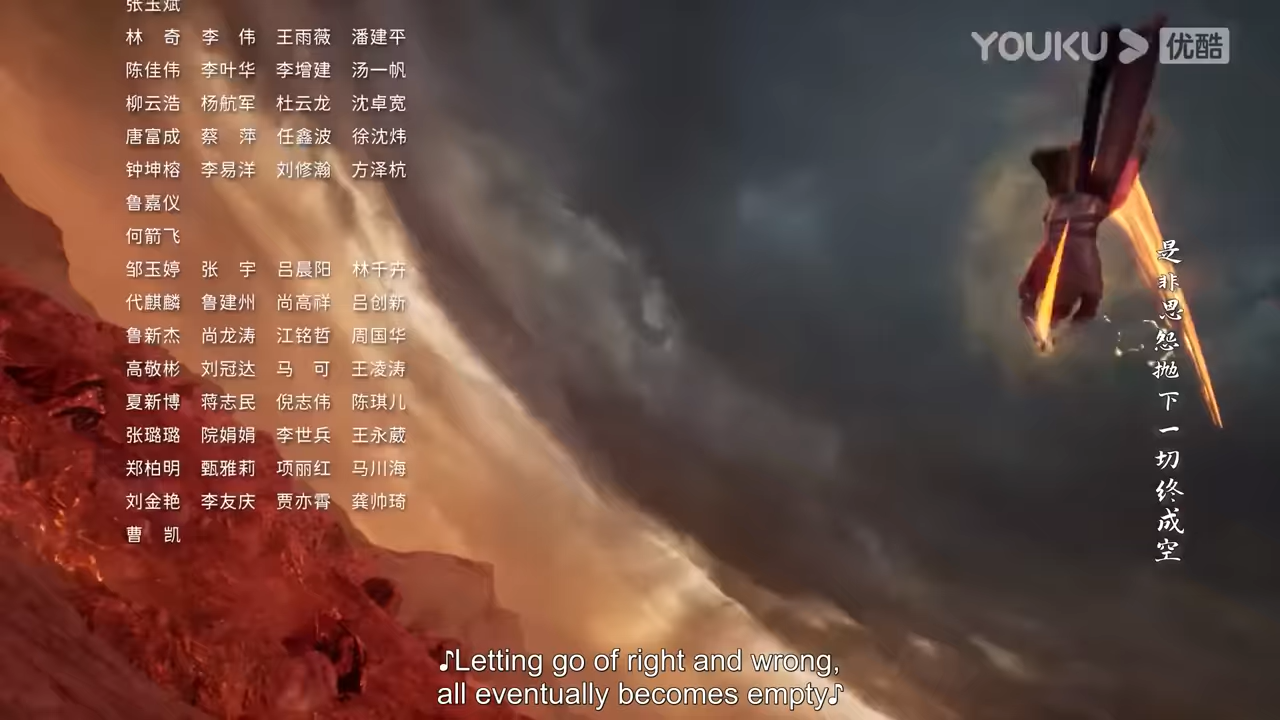 张玉斌
林 奇 李 伟 王雨薇 潘建平
陈佳伟 李叶华 李增建 汤一帆
柳云浩 杨航军 杜云龙 沈卓宽
唐富成 蔡 萍 任鑫波 徐沈炜
钟坤榕 李易洋 刘修瀚 方泽杭
鲁嘉仪
何箭飞
邹玉婷 张 宇 吕晨阳 林千卉
代麒麟 鲁建州 尚高祥 吕创新
鲁新杰 尚龙涛 江铭哲 周国华
高敬彬 刘冠达 马 可 王凌涛
夏新博 蒋志民 倪志伟 陈琪儿
张璐璐 院娟娟 李世兵 王永葳
郑柏明 甄雅莉 项丽红 马川海
刘金艳 李友庆 贾亦霄 龚帅琦
曹 凯
YOUKU 优酷
是非恩怨抛下一切终成空
♪Letting go of right and wrong,
all eventually becomes empty♪